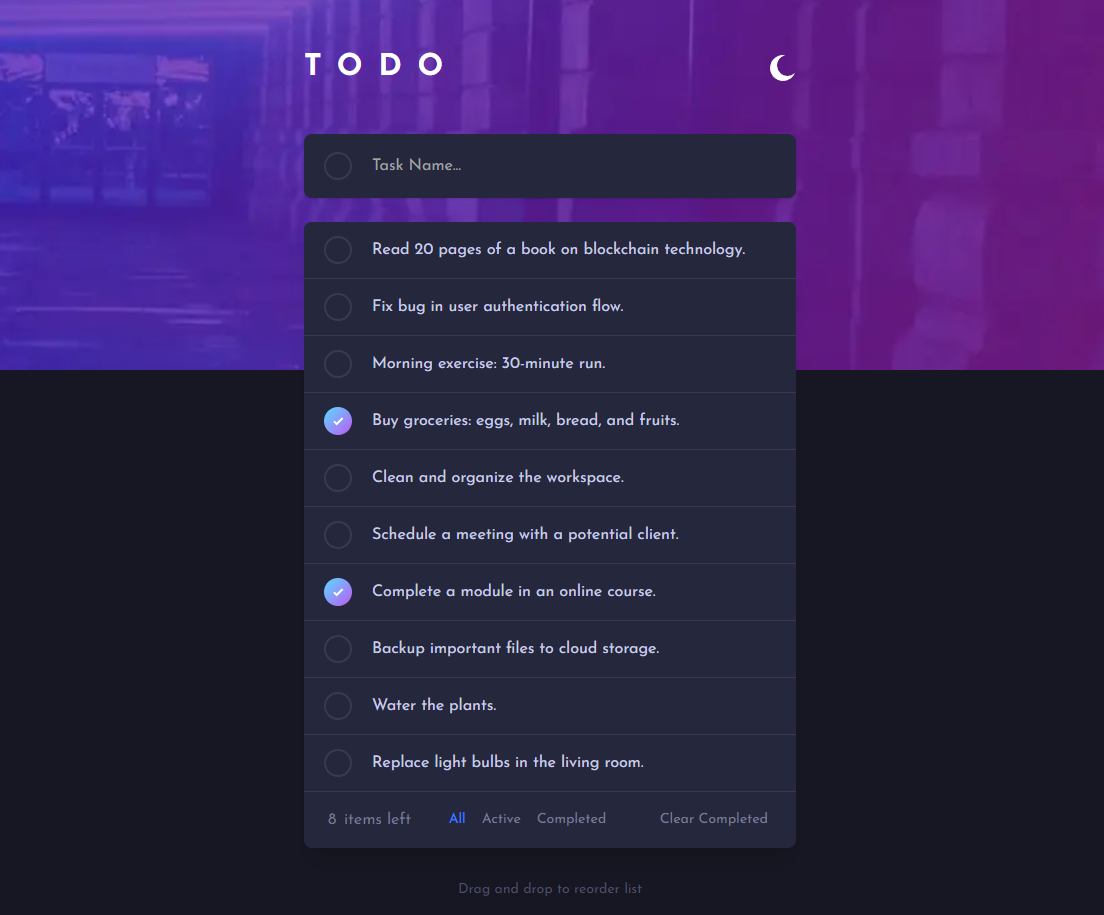 TODO
Task Name...
Read 20 pages of a book on blockchain technology.
Fix bug in user authentication flow.
Morning exercise: 30-minute run.
Buy groceries: eggs, milk, bread, and fruits.
Clean and organize the workspace.
Schedule a meeting with a potential client.
Complete a module in an online course.
Backup important files to cloud storage.
Water the plants.
Replace light bulbs in the living room.
8 items left All Active Completed Clear Completed
Drag and drop to reorder list